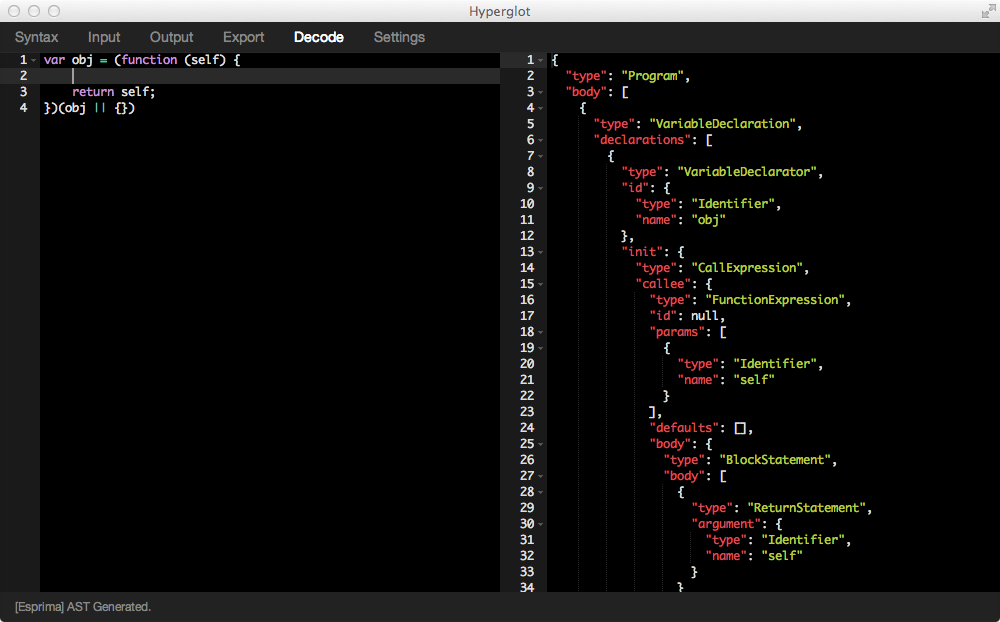 Hyperglot
Syntax Input Output Export Decode Settings
1 var obj = (function (self) {
2
3     return self;
4 })(obj || {})
1 {
2   "type": "Program",
3   "body": [
4     {
5       "type": "VariableDeclaration",
6       "declarations": [
7         {
8           "type": "VariableDeclarator",
9           "id": {
10             "type": "Identifier",
11             "name": "obj"
12           },
13           "init": {
14             "type": "CallExpression",
15             "callee": {
16               "type": "FunctionExpression",
17               "id": null,
18               "params": [
19                 {
20                   "type": "Identifier",
21                   "name": "self"
22                 }
23               ],
24               "defaults": [],
25               "body": {
26                 "type": "BlockStatement",
27                 "body": [
28                   {
29                     "type": "ReturnStatement",
30                     "argument": {
31                       "type": "Identifier",
32                       "name": "self"
33                     }
34                   }
[Esprima] AST Generated.